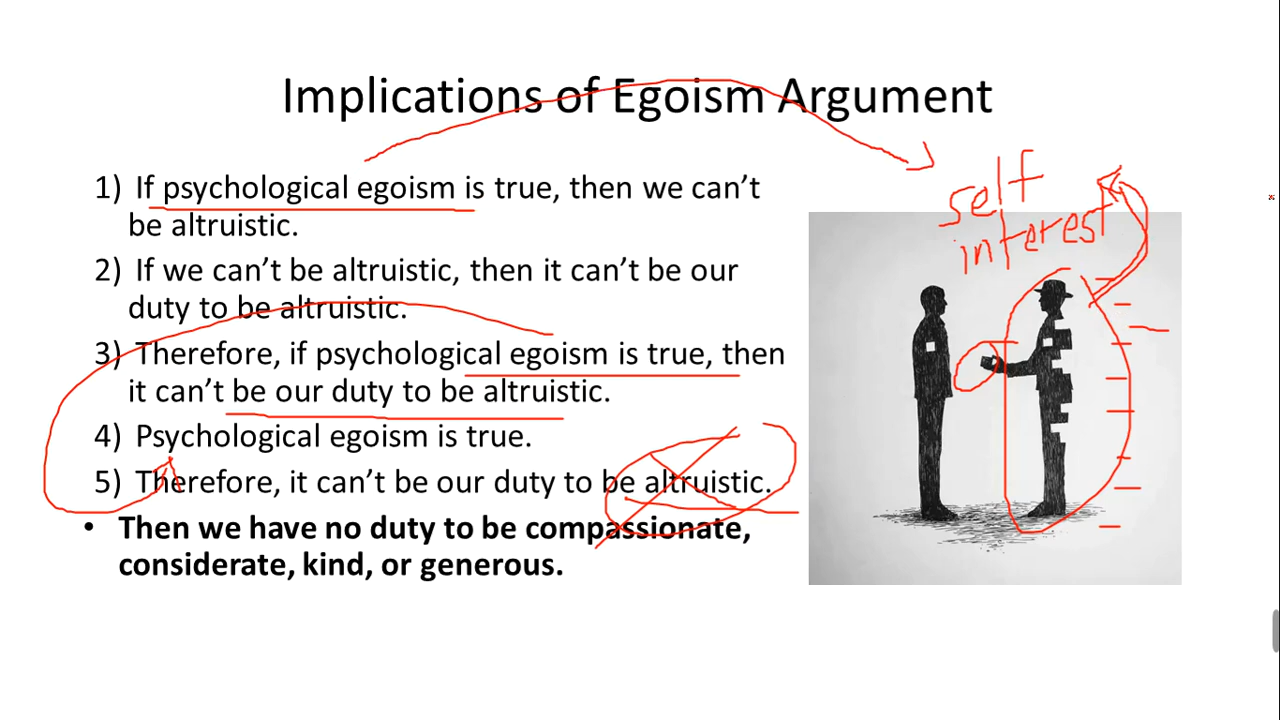 Implications of Egoism Argument
1) If psychological egoism is true, then we can't
be altruistic.
2) If we can't be altruistic, then it can't be our
duty to be altruistic.
3) Therefore, if psychological egoism is true, then
it can't be our duty to be altruistic.
4) Psychological egoism is true.
5) Therefore, it can't be our duty to be altruistic.
• Then we have no duty to be compassionate,
considerate, kind, or generous.
self
interest